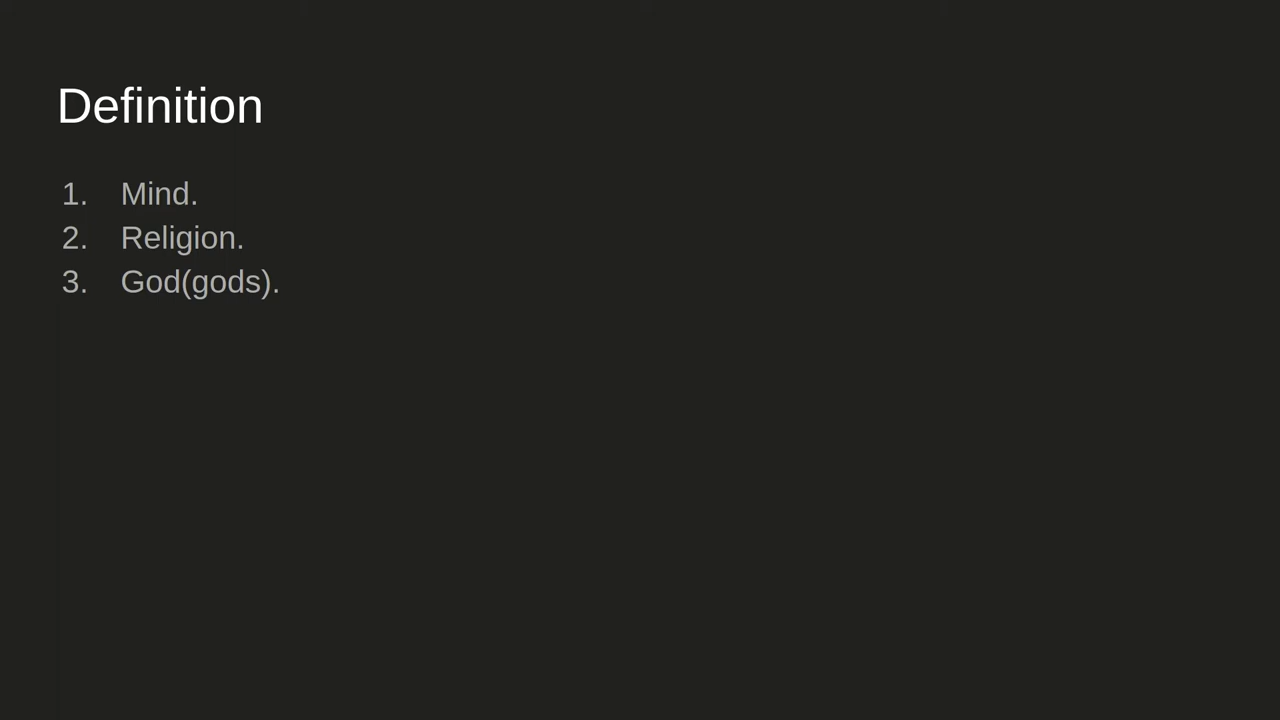 Definition
1. Mind.
2. Religion.
3. God(gods).